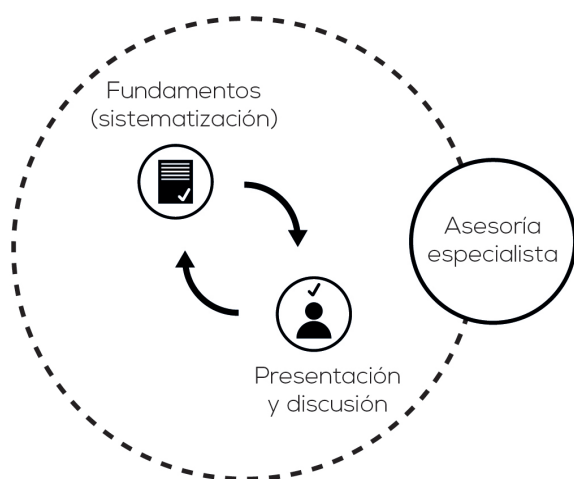 Fundamentos
(sistematización)
Asesoría
especialista
Presentación
y discusión